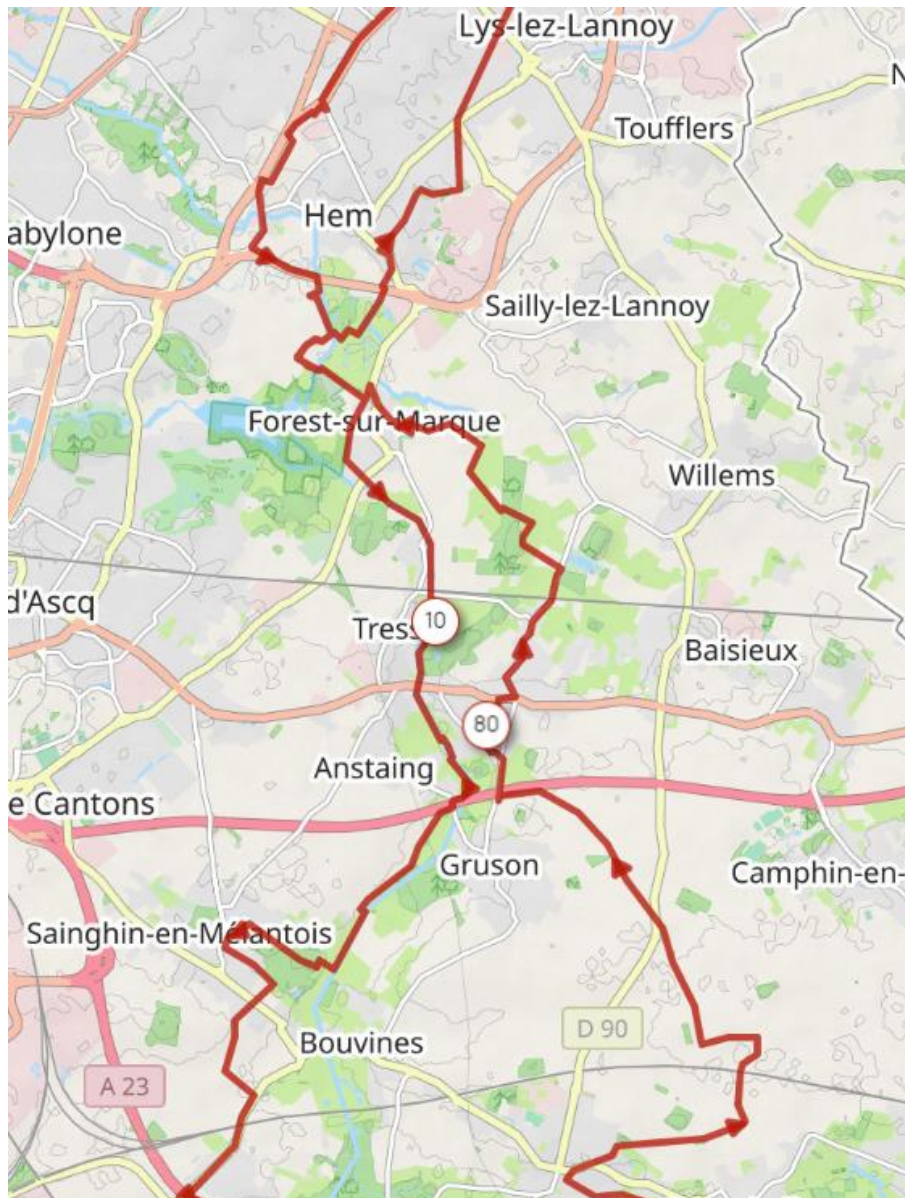 Lys-lez-Lannoy
N
Toufflers
Hem
abylone
Sailly-lez-Lannoy
Forest-sur-Marque
Willems
d'Ascq
10
Tress
Baisieux
80
Anstaing
e Cantons
Gruson
Camphin-en-
Sainghin-en-Mélantois
D 90
Bouvines
A 23